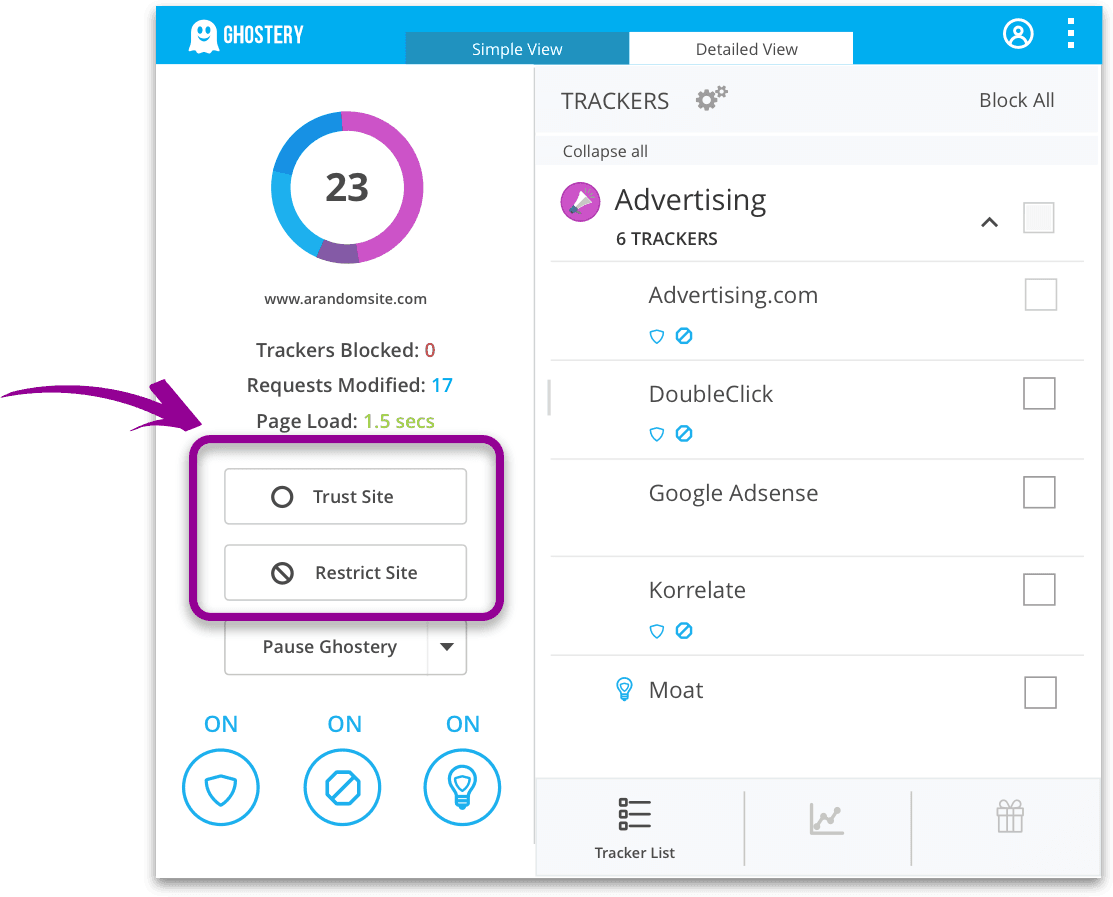 GHOSTERY
Simple View
Detailed View
23
www.arandomsite.com
Trackers Blocked: 0
Requests Modified: 17
Page Load: 1.5 secs
Trust Site
Restrict Site
Pause Ghostery
ON ON ON
TRACKERS
Block All
Collapse all
Advertising
6 TRACKERS
Advertising.com
DoubleClick
Google Adsense
Korrelate
Moat
Tracker List